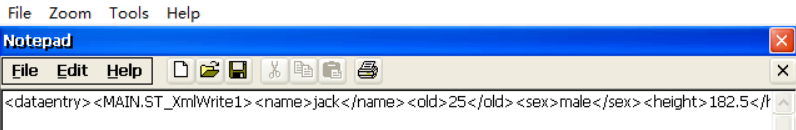 File Zoom Tools Help
Notepad
File Edit Help
<dataentry><MAIN.ST_XmlWrite1><name>jack</name><old>25</old><sex>male</sex><height>182.5</h